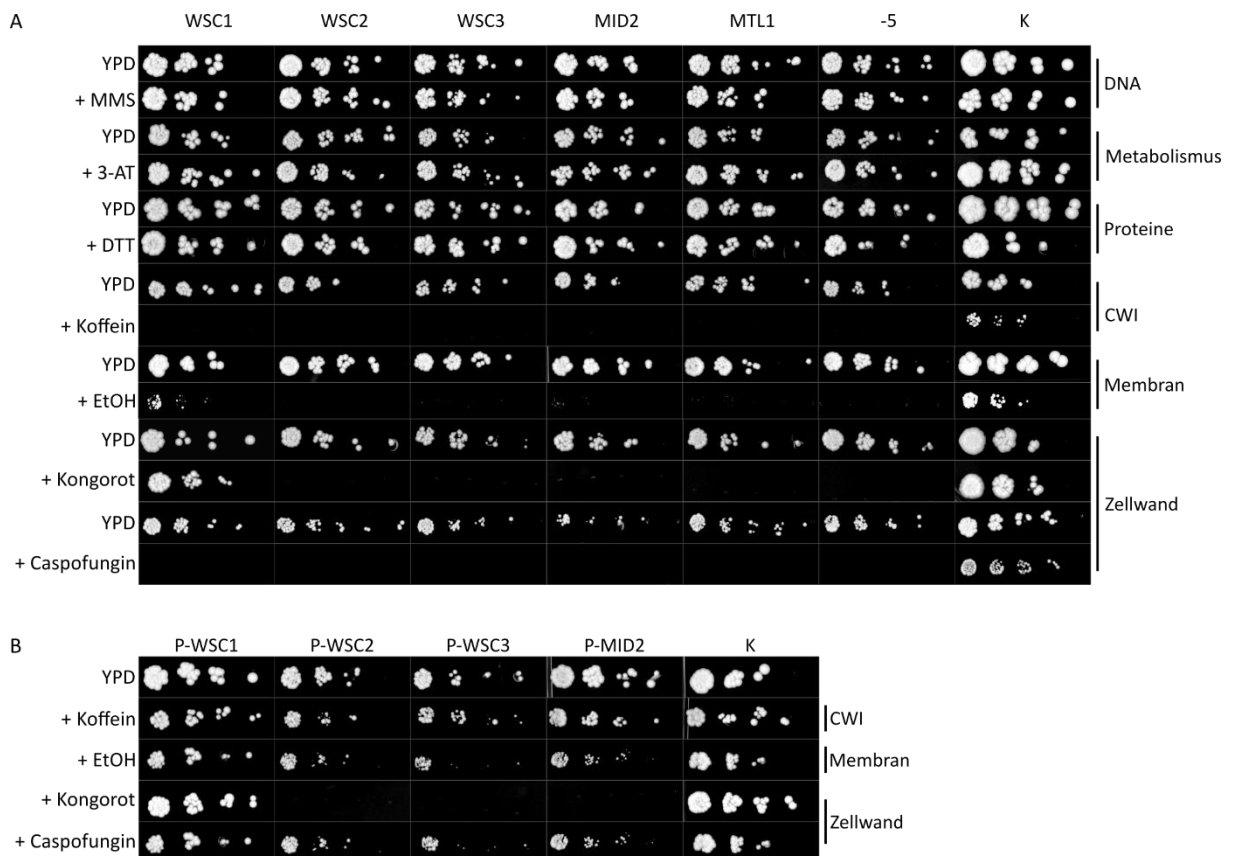 A WSC1 WSC2 WSC3 MID2 MTL1 -5 K
YPD
DNA
+ MMS
YPD
Metabolismus
+ 3-AT
YPD
Proteine
+ DTT
YPD
CWI
+ Koffein
YPD
Membran
+ EtOH
YPD
+ Kongorot
Zellwand
YPD
+ Caspofungin
B P-WSC1 P-WSC2 P-WSC3 P-MID2 K
YPD
+ Koffein CWI
+ EtOH Membran
+ Kongorot
Zellwand
+ Caspofungin